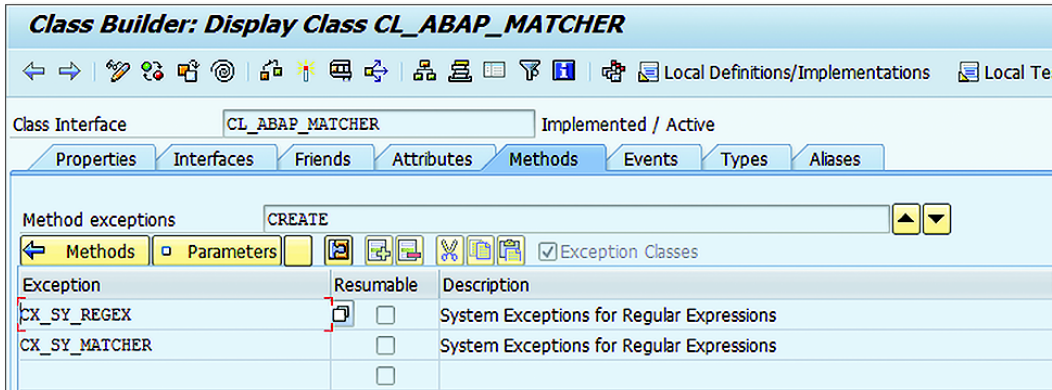 Class Builder: Display Class CL_ABAP_MATCHER
Local Definitions/Implementations Local Te
Class Interface CL_ABAP_MATCHER Implemented / Active
Properties Interfaces Friends Attributes Methods Events Types Aliases
Method exceptions CREATE
Methods Parameters Exception Classes
Exception Resumable Description
CX_SY_REGEX System Exceptions for Regular Expressions
CX_SY_MATCHER System Exceptions for Regular Expressions